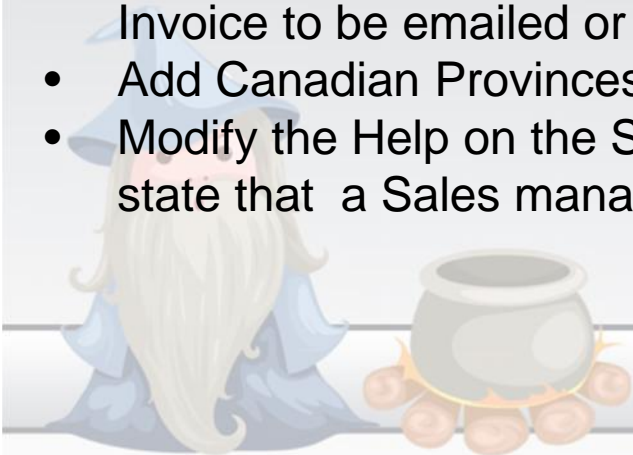 Invoice to be emailed or
• Add Canadian Provinces
• Modify the Help on the S
state that  a Sales mana